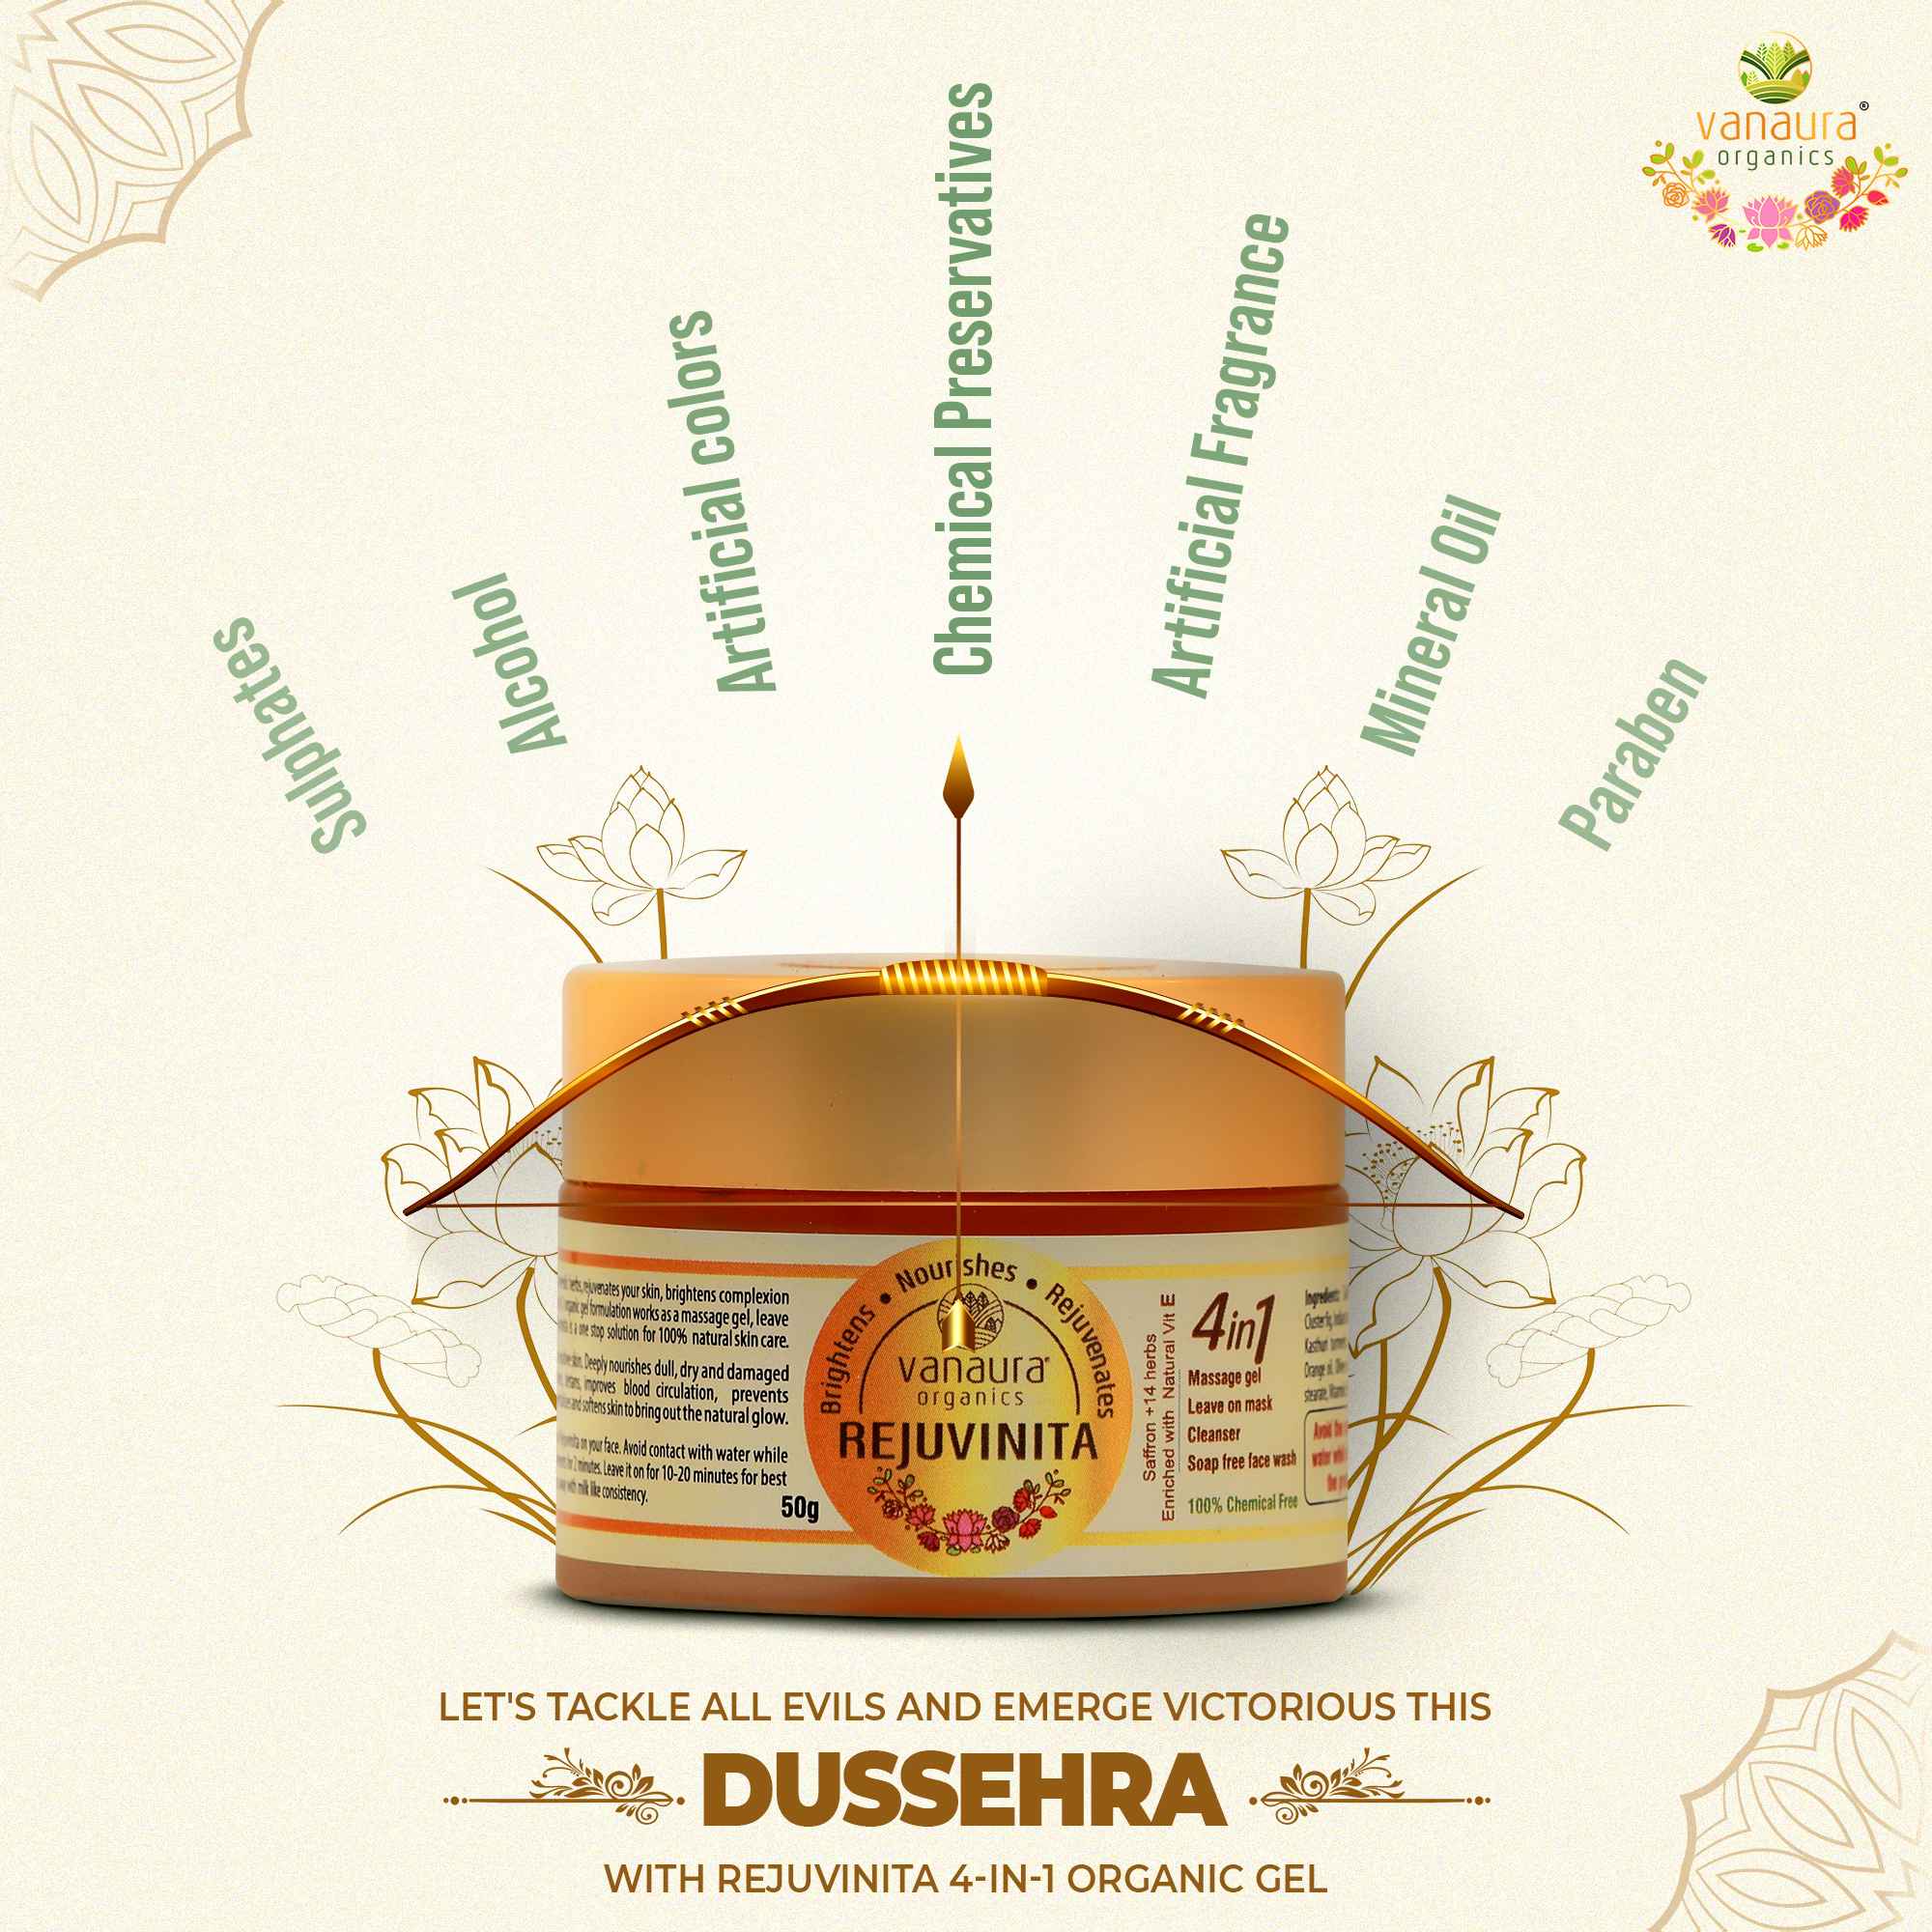 vanaura®
organics
Sulphates
Alcohol
Artificial colors
Chemical Preservatives
Artificial Fragrance
Mineral Oil
Paraben
rejuvenates your skin, brightens complexion
gel formulation works as a massage gel, leave
a one stop solution for 100% natural skin care.
skin. Deeply nourishes dull, dry and damaged
improves blood circulation, prevents
and softens skin to bring out the natural glow.
on your face. Avoid contact with water while
for 2 minutes. Leave it on for 10-20 minutes for best
with milk like consistency.
50g
Brightens • Nourishes • Rejuvenates
vanaura
organics
REJUVINITA
Saffron +14 herbs
Enriched with Natural Vit E
4in1
Massage gel
Leave on mask
Cleanser
Soap free face wash
100% Chemical Free
LET'S TACKLE ALL EVILS AND EMERGE VICTORIOUS THIS
DUSSEHRA
WITH REJUVINITA 4-IN-1 ORGANIC GEL